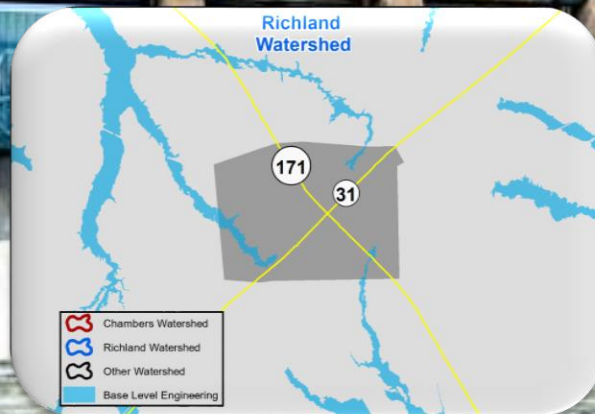 Richland
Watershed
171
31
Chambers Watershed
Richland Watershed
Other Watershed
Base Level Engineering